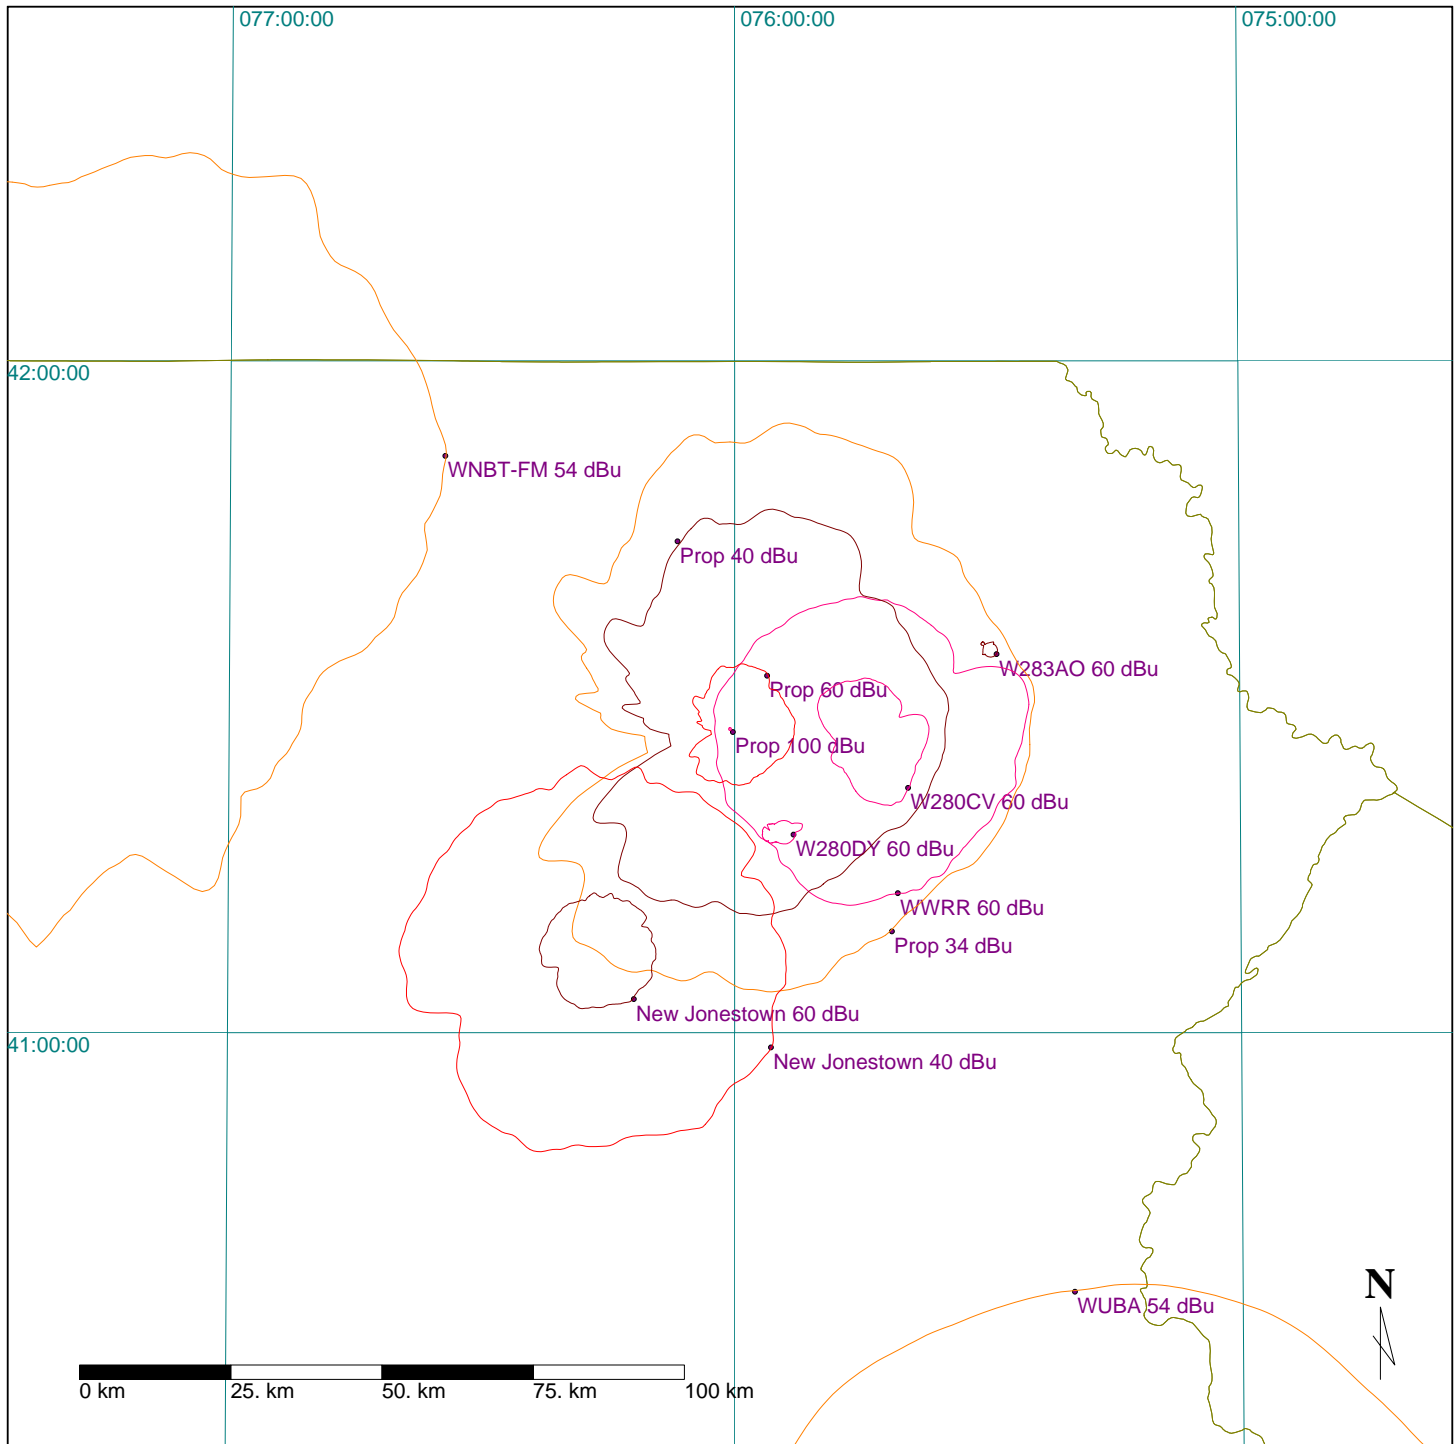 077:00:00
076:00:00
075:00:00
42:00:00
WNBT-FM 54 dBu
Prop 40 dBu
W283AO 60 dBu
Prop 60 dBu
Prop 100 dBu
W280CV 60 dBu
W280DY 60 dBu
WWRR 60 dBu
Prop 34 dBu
New Jonestown 60 dBu
41:00:00
New Jonestown 40 dBu
N
WUBA 54 dBu
0 km 25. km 50. km 75. km 100 km